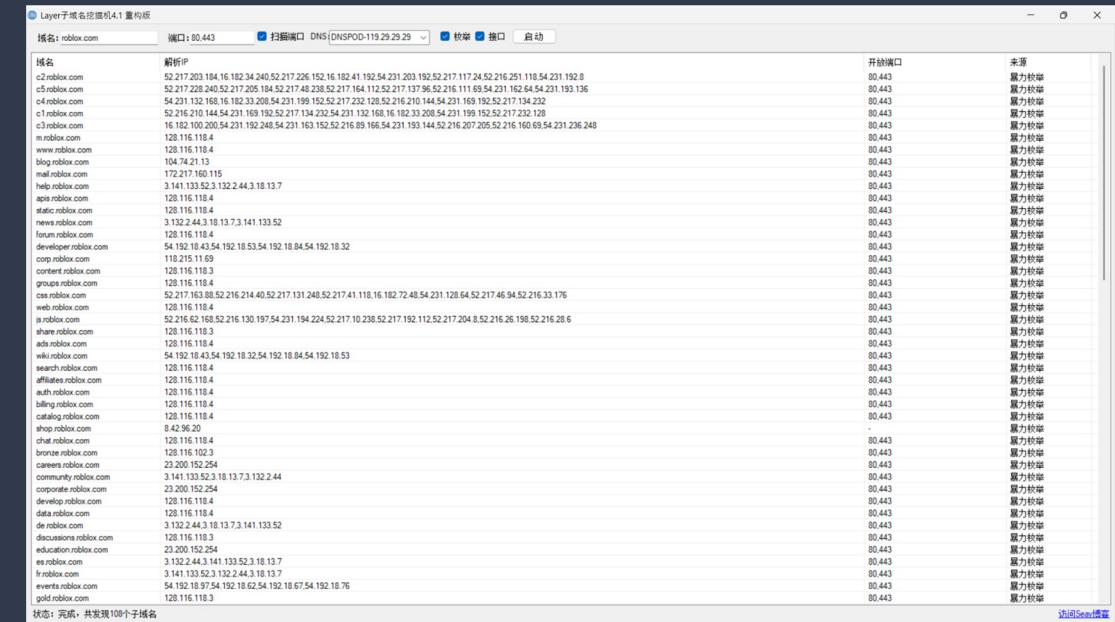 Layer子域名挖掘机4.1 重构版
域名: roblox.com 端口: 80,443 扫描端口 DNS: DNSPOD-119.29.29.29 枚举 接口 启动
域名 解析IP 开放端口 来源
c2.roblox.com 52.217.203.184,16.182.34.240,52.217.226.152,16.182.41.192,54.231.203.192,52.217.117.24,52.216.251.118,54.231.192.8 80,443 暴力枚举
c5.roblox.com 52.217.228.240,52.217.205.184,52.217.48.238,52.217.164.112,52.217.137.96,52.216.111.69,54.231.162.64,54.231.193.136 80,443 暴力枚举
c4.roblox.com 54.231.132.168,16.182.33.208,54.231.199.152,52.217.232.128,52.216.210.144,54.231.169.192,52.217.134.232 80,443 暴力枚举
c1.roblox.com 52.216.210.144,54.231.169.192,52.217.134.232,54.231.132.168,16.182.33.208,54.231.199.152,52.217.232.128 80,443 暴力枚举
c3.roblox.com 16.182.100.200,54.231.192.248,54.231.163.152,52.216.89.166,54.231.193.144,52.216.207.205,52.216.160.69,54.231.236.248 80,443 暴力枚举
m.roblox.com 128.116.118.4 80,443 暴力枚举
www.roblox.com 128.116.118.4 80,443 暴力枚举
blog.roblox.com 104.74.21.13 80,443 暴力枚举
mail.roblox.com 172.217.160.115 80,443 暴力枚举
help.roblox.com 3.141.133.52,3.132.2.44,3.18.13.7 80,443 暴力枚举
apis.roblox.com 128.116.118.4 80,443 暴力枚举
static.roblox.com 128.116.118.4 80,443 暴力枚举
news.roblox.com 3.132.2.44,3.18.13.7,3.141.133.52 80,443 暴力枚举
forum.roblox.com 128.116.118.4 80,443 暴力枚举
developer.roblox.com 54.192.18.43,54.192.18.53,54.192.18.84,54.192.18.32 80,443 暴力枚举
corp.roblox.com 118.215.11.69 80,443 暴力枚举
content.roblox.com 128.116.118.3 80,443 暴力枚举
groups.roblox.com 128.116.118.4 80,443 暴力枚举
css.roblox.com 52.217.163.88,52.216.214.40,52.217.131.248,52.217.41.118,16.182.72.48,54.231.128.64,52.217.46.94,52.216.33.176 80,443 暴力枚举
web.roblox.com 128.116.118.4 80,443 暴力枚举
js.roblox.com 52.216.62.168,52.216.130.197,54.231.194.224,52.217.10.238,52.217.192.112,52.217.204.8,52.216.26.198,52.216.28.6 80,443 暴力枚举
share.roblox.com 128.116.118.3 80,443 暴力枚举
ads.roblox.com 128.116.118.4 80,443 暴力枚举
wiki.roblox.com 54.192.18.43,54.192.18.32,54.192.18.84,54.192.18.53 80,443 暴力枚举
search.roblox.com 128.116.118.4 80,443 暴力枚举
affiliates.roblox.com 128.116.118.4 80,443 暴力枚举
auth.roblox.com 128.116.118.4 80,443 暴力枚举
billing.roblox.com 128.116.118.4 80,443 暴力枚举
catalog.roblox.com 128.116.118.4 80,443 暴力枚举
shop.roblox.com 8.42.96.20 - 暴力枚举
chat.roblox.com 128.116.118.4 80,443 暴力枚举
bronze.roblox.com 128.116.102.3 80,443 暴力枚举
careers.roblox.com 23.200.152.254 80,443 暴力枚举
community.roblox.com 3.141.133.52,3.18.13.7,3.132.2.44 80,443 暴力枚举
corporate.roblox.com 23.200.152.254 80,443 暴力枚举
develop.roblox.com 128.116.118.4 80,443 暴力枚举
data.roblox.com 128.116.118.4 80,443 暴力枚举
de.roblox.com 3.132.2.44,3.18.13.7,3.141.133.52 80,443 暴力枚举
discussions.roblox.com 128.116.118.3 80,443 暴力枚举
education.roblox.com 23.200.152.254 80,443 暴力枚举
es.roblox.com 3.132.2.44,3.141.133.52,3.18.13.7 80,443 暴力枚举
fr.roblox.com 3.141.133.52,3.132.2.44,3.18.13.7 80,443 暴力枚举
events.roblox.com 54.192.18.97,54.192.18.62,54.192.18.67,54.192.18.76 80,443 暴力枚举
gold.roblox.com 128.116.118.3 80,443 暴力枚举
状态: 完成，共发现108个子域名 访问Seay博客